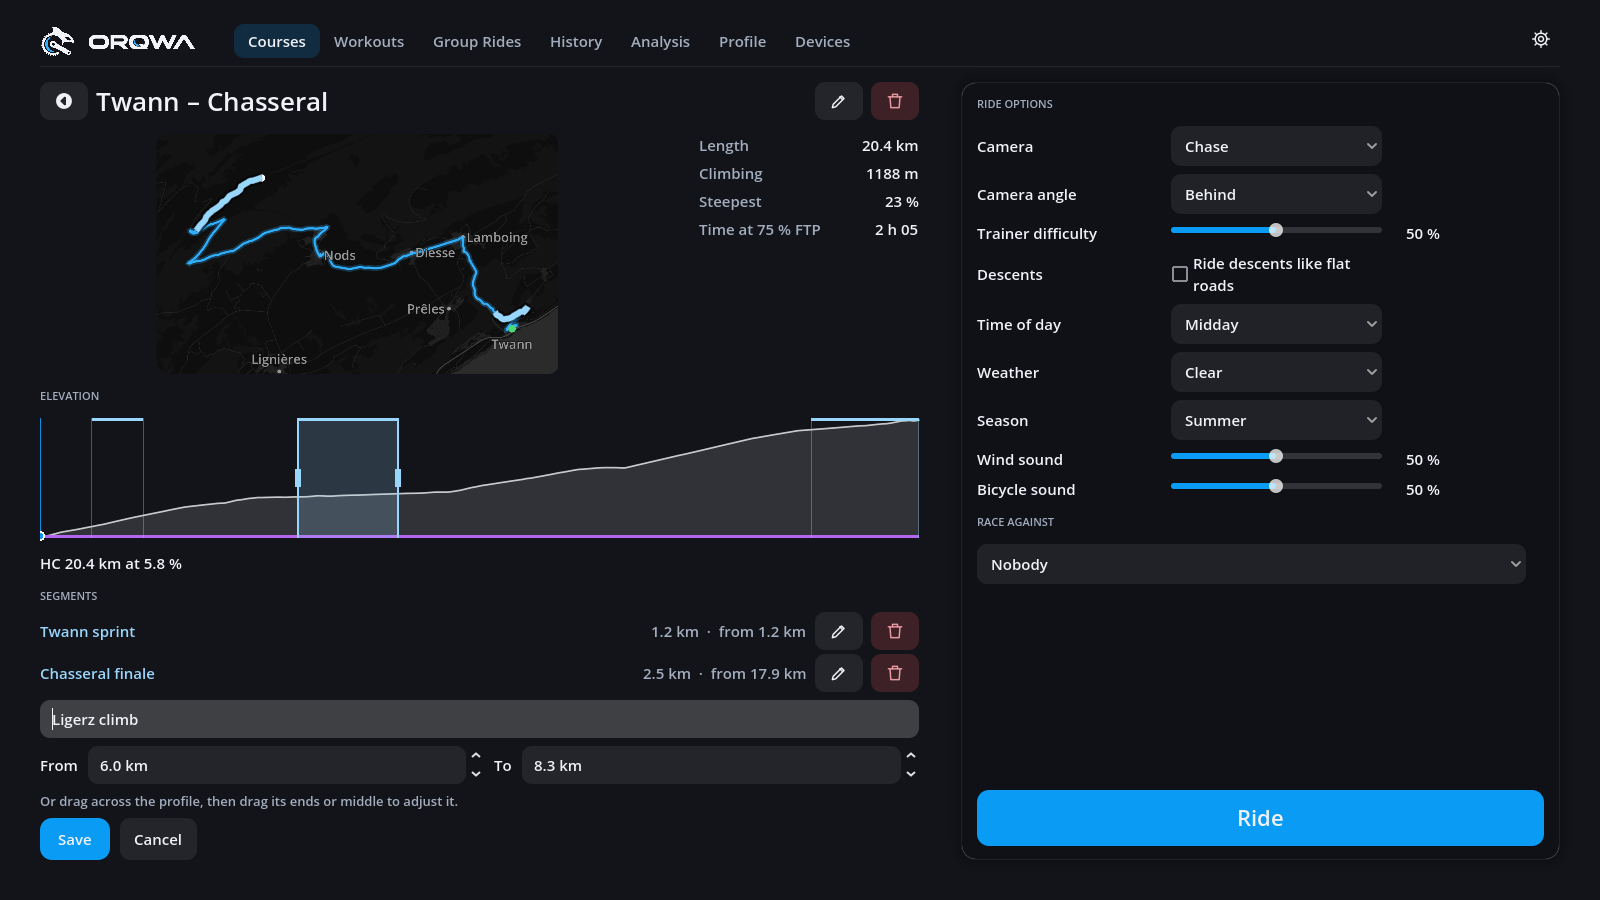 ORQWA
Courses
Workouts
Group Rides
History
Analysis
Profile
Devices
Twann – Chasseral
Length 20.4 km
Climbing 1188 m
Steepest 23 %
Time at 75 % FTP 2 h 05
Lamboing
Diesse
Nods
Prêles
Twann
Lignières
ELEVATION
HC 20.4 km at 5.8 %
SEGMENTS
Twann sprint 1.2 km · from 1.2 km
Chasseral finale 2.5 km · from 17.9 km
Ligerz climb
From 6.0 km To 8.3 km
Or drag across the profile, then drag its ends or middle to adjust it.
Save Cancel
RIDE OPTIONS
Camera Chase
Camera angle Behind
Trainer difficulty 50 %
Descents Ride descents like flat
roads
Time of day Midday
Weather Clear
Season Summer
Wind sound 50 %
Bicycle sound 50 %
RACE AGAINST
Nobody
Ride